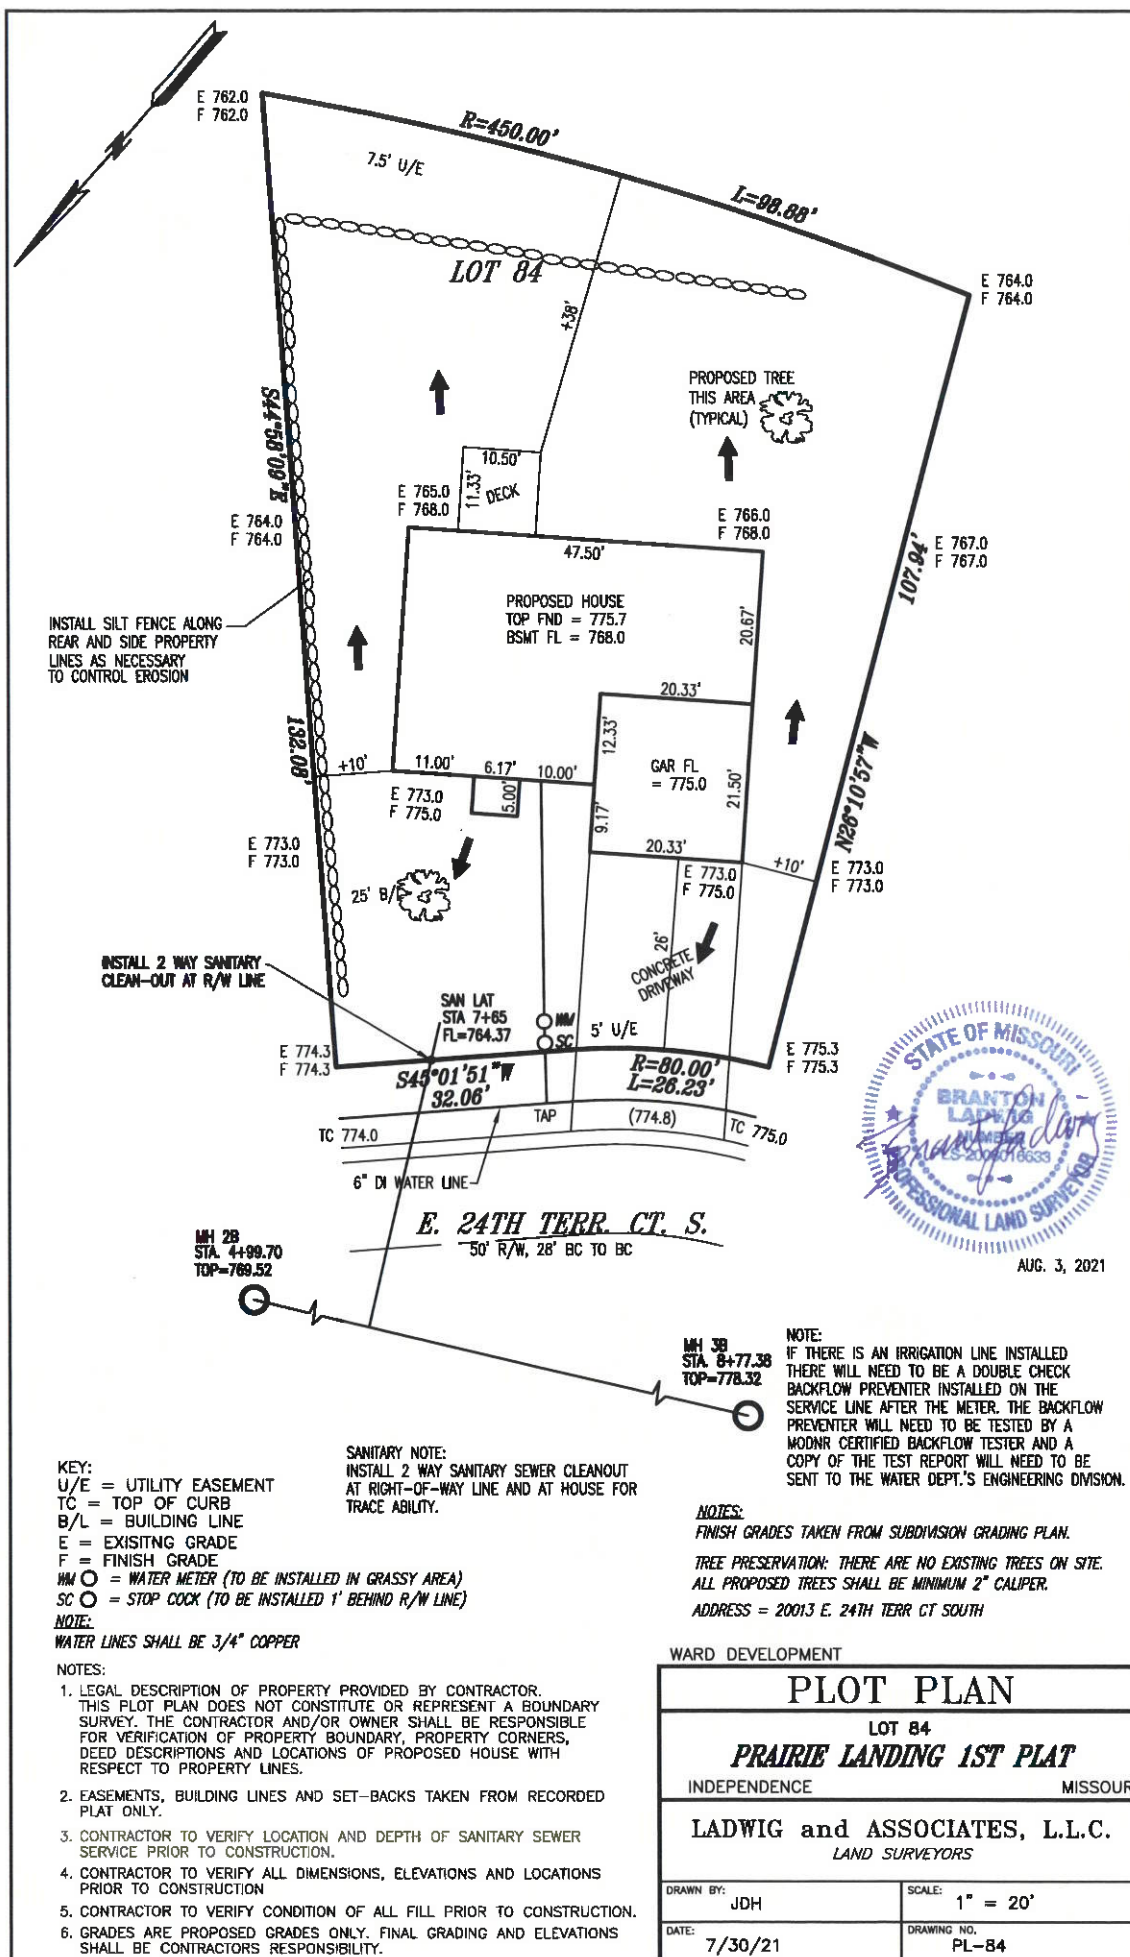 E 762.0
F 762.0
R=450.00'
7.5' U/E
L=98.88'
LOT 84
E 764.0
F 764.0
+38'
PROPOSED TREE
THIS AREA
(TYPICAL)
S44°58'09"E
10.50'
11.33'
DECK
E 765.0
F 768.0
E 766.0
F 768.0
E 764.0
F 764.0
47.50'
107.94'
E 767.0
F 767.0
INSTALL SILT FENCE ALONG
REAR AND SIDE PROPERTY
LINES AS NECESSARY
TO CONTROL EROSION
PROPOSED HOUSE
TOP FND = 775.7
BSMT FL = 768.0
20.67'
20.33'
12.33'
GAR FL
= 775.0
21.50'
N26°10'57"W
132.08'
+10'
11.00'
6.17'
10.00'
5.00'
E 773.0
F 775.0
9.17'
20.33'
E 773.0
F 773.0
E 773.0
F 775.0
+10'
E 773.0
F 773.0
25' B/
26'
CONCRETE
DRIVEWAY
INSTALL 2 WAY SANITARY
CLEAN-OUT AT R/W LINE
SAN LAT
STA 7+65
FL=764.37
WM
SC
5' U/E
E 774.3
F 774.3
S45°01'51"W
32.06'
R=80.00'
L=26.23'
E 775.3
F 775.3
TC 774.0
TAP
(774.8)
TC 775.0
6" DI WATER LINE
E. 24TH TERR. CT. S.
50' R/W, 28' BC TO BC
STATE OF MISSOURI
BRANTON
LADWIG
NUMBER
LS-2008016633
PROFESSIONAL LAND SURVEYOR
AUG. 3, 2021
MH 2B
STA. 4+99.70
TOP=769.52
MH 3B
STA. 8+77.38
TOP=778.32
NOTE:
IF THERE IS AN IRRIGATION LINE INSTALLED
THERE WILL NEED TO BE A DOUBLE CHECK
BACKFLOW PREVENTER INSTALLED ON THE
SERVICE LINE AFTER THE METER. THE BACKFLOW
PREVENTER WILL NEED TO BE TESTED BY A
MODNR CERTIFIED BACKFLOW TESTER AND A
COPY OF THE TEST REPORT WILL NEED TO BE
SENT TO THE WATER DEPT.'S ENGINEERING DIVISION.
KEY:
U/E = UTILITY EASEMENT
TC = TOP OF CURB
B/L = BUILDING LINE
E = EXISITNG GRADE
F = FINISH GRADE
WM = WATER METER (TO BE INSTALLED IN GRASSY AREA)
SC = STOP COCK (TO BE INSTALLED 1' BEHIND R/W LINE)
NOTE:
WATER LINES SHALL BE 3/4" COPPER
SANITARY NOTE:
INSTALL 2 WAY SANITARY SEWER CLEANOUT
AT RIGHT-OF-WAY LINE AND AT HOUSE FOR
TRACE ABILITY.
NOTES:
FINISH GRADES TAKEN FROM SUBDIVISION GRADING PLAN.
TREE PRESERVATION: THERE ARE NO EXISTING TREES ON SITE.
ALL PROPOSED TREES SHALL BE MINIMUM 2" CALIPER.
ADDRESS = 20013 E. 24TH TERR CT SOUTH
NOTES:
1. LEGAL DESCRIPTION OF PROPERTY PROVIDED BY CONTRACTOR.
THIS PLOT PLAN DOES NOT CONSTITUTE OR REPRESENT A BOUNDARY
SURVEY. THE CONTRACTOR AND/OR OWNER SHALL BE RESPONSIBLE
FOR VERIFICATION OF PROPERTY BOUNDARY, PROPERTY CORNERS,
DEED DESCRIPTIONS AND LOCATIONS OF PROPOSED HOUSE WITH
RESPECT TO PROPERTY LINES.
2. EASEMENTS, BUILDING LINES AND SET-BACKS TAKEN FROM RECORDED
PLAT ONLY.
3. CONTRACTOR TO VERIFY LOCATION AND DEPTH OF SANITARY SEWER
SERVICE PRIOR TO CONSTRUCTION.
4. CONTRACTOR TO VERIFY ALL DIMENSIONS, ELEVATIONS AND LOCATIONS
PRIOR TO CONSTRUCTION
5. CONTRACTOR TO VERIFY CONDITION OF ALL FILL PRIOR TO CONSTRUCTION.
6. GRADES ARE PROPOSED GRADES ONLY. FINAL GRADING AND ELEVATIONS
SHALL BE CONTRACTORS RESPONSIBILITY.
WARD DEVELOPMENT
PLOT PLAN
LOT 84
PRAIRIE LANDING 1ST PLAT
INDEPENDENCE MISSOUR
LADWIG and ASSOCIATES, L.L.C.
LAND SURVEYORS
DRAWN BY:
JDH
SCALE:
1" = 20'
DATE:
7/30/21
DRAWING NO.
PL-84